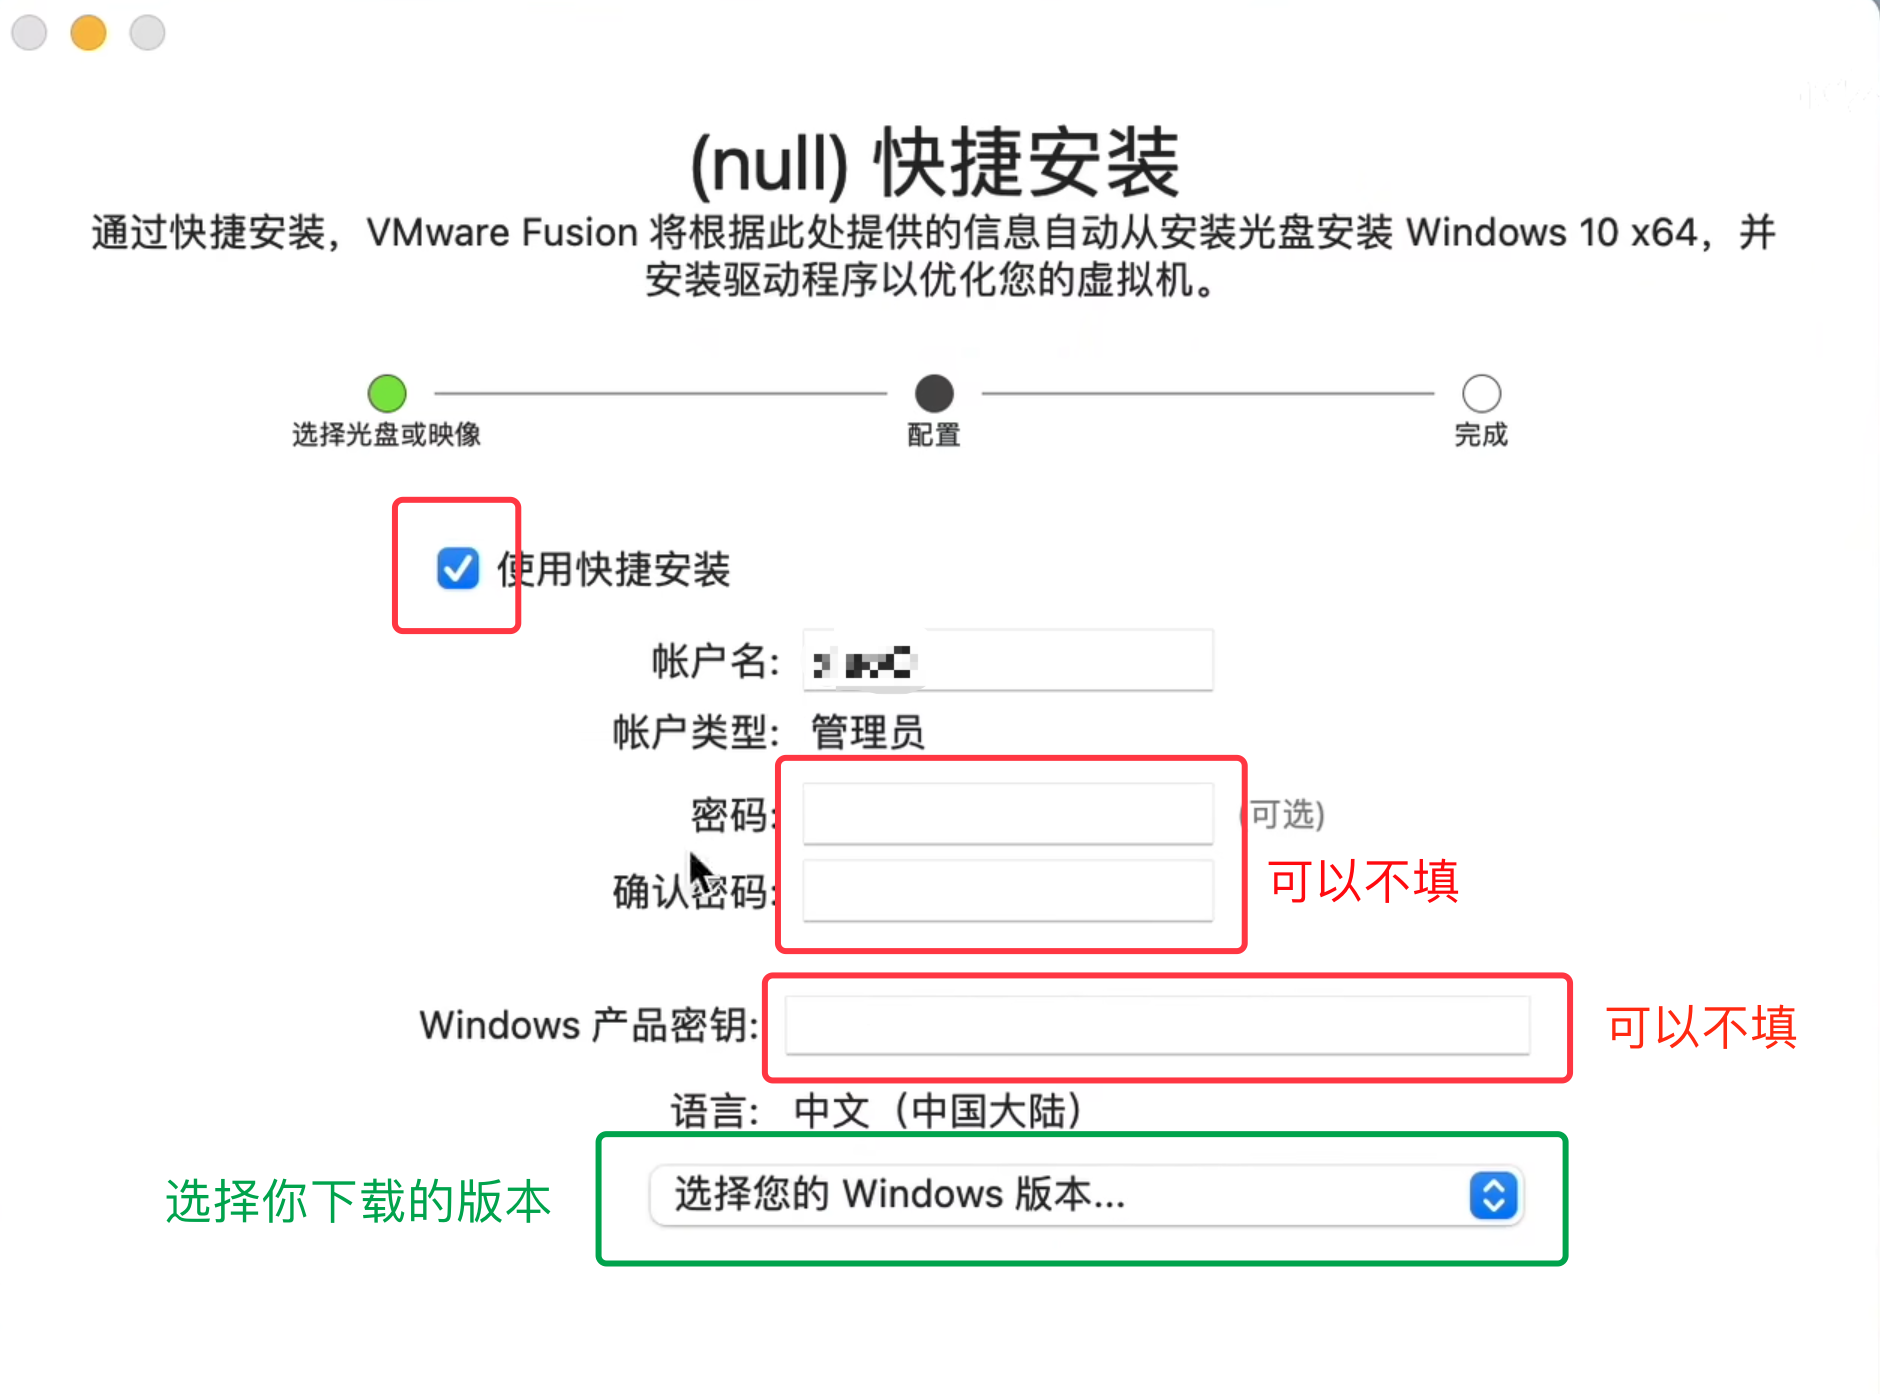 (null) 快捷安装
通过快捷安装，VMware Fusion 将根据此处提供的信息自动从安装光盘安装 Windows 10 x64，并
安装驱动程序以优化您的虚拟机。
选择光盘或映像
配置
完成
使用快捷安装
帐户名:
帐户类型: 管理员
密码: (可选)
确认密码:
可以不填
Windows 产品密钥: 可以不填
语言: 中文（中国大陆）
选择你下载的版本 选择您的 Windows 版本...